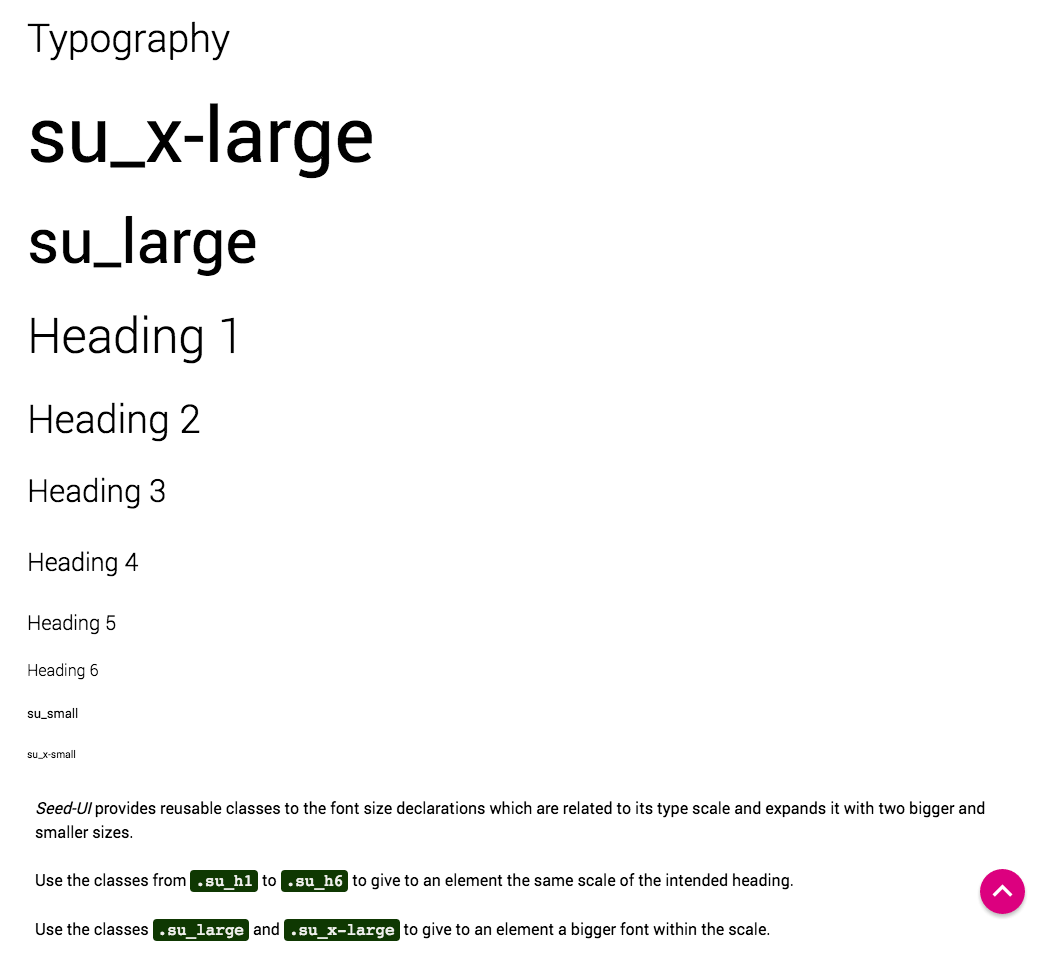 Typography
su_x-large
su_large
Heading 1
Heading 2
Heading 3
Heading 4
Heading 5
Heading 6
su_small
su_x-small
Seed-UI provides reusable classes to the font size declarations which are related to its type scale and expands it with two bigger and
smaller sizes.
Use the classes from .su_h1 to .su_h6 to give to an element the same scale of the intended heading.
Use the classes .su_large and .su_x-large to give to an element a bigger font within the scale.